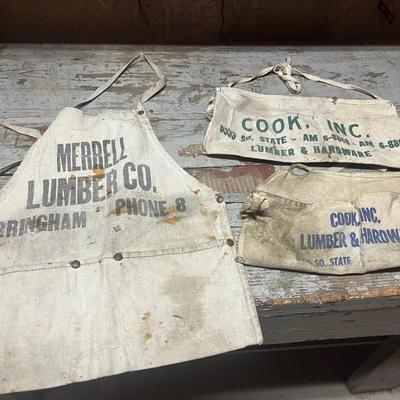 MERRELL
LUMBER CO.
BRINGHAM - PHONE 8
COOK, INC.
SO. STATE - AM 6-
LUMBER & HARDWARE
COOK, INC.
LUMBER & HARDW
SO. STATE